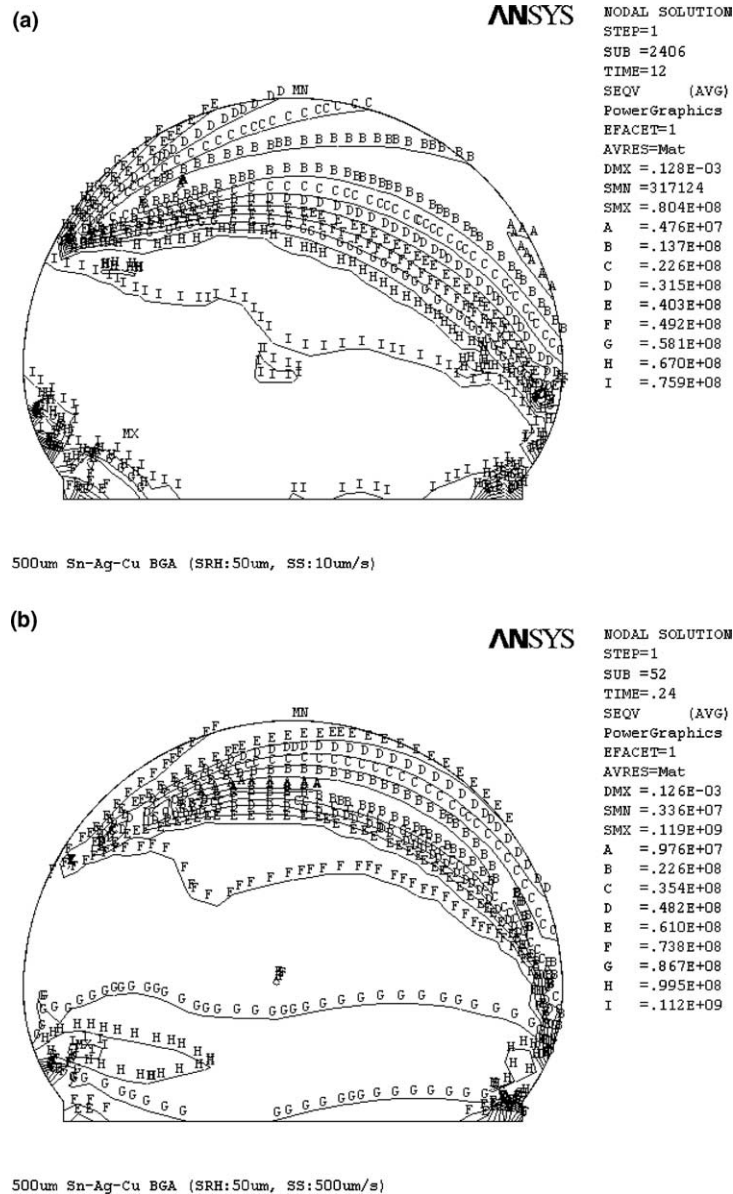 (a)
ANSYS
NODAL SOLUTION
STEP=1
SUB =2406
TIME=12
SEQV (AVG)
PowerGraphics
EFACET=1
AVRES=Mat
DMX =.128E-03
SMN =317124
SMX =.804E+08
A =.476E+07
B =.137E+08
C =.226E+08
D =.315E+08
E =.403E+08
F =.492E+08
G =.581E+08
H =.670E+08
I =.759E+08
MN
MX
500um Sn-Ag-Cu BGA (SRH:50um, SS:10um/s)
(b)
ANSYS
NODAL SOLUTION
STEP=1
SUB =52
TIME=.24
SEQV (AVG)
PowerGraphics
EFACET=1
AVRES=Mat
DMX =.126E-03
SMN =.336E+07
SMX =.119E+09
A =.976E+07
B =.226E+08
C =.354E+08
D =.482E+08
E =.610E+08
F =.738E+08
G =.867E+08
H =.995E+08
I =.112E+09
MN
MX
500um Sn-Ag-Cu BGA (SRH:50um, SS:500um/s)